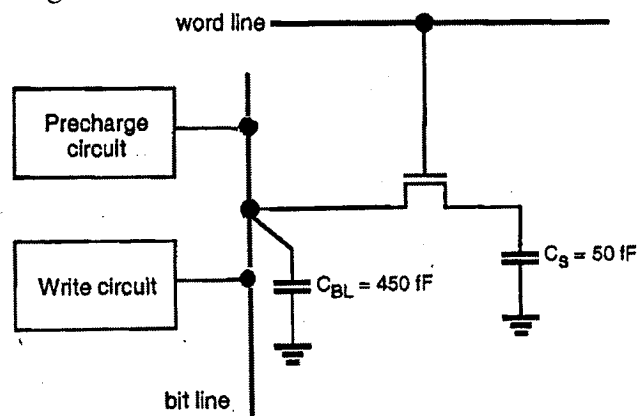 word line
Precharge
circuit
C_S = 50 fF
Write circuit
C_BL = 450 fF
bit line